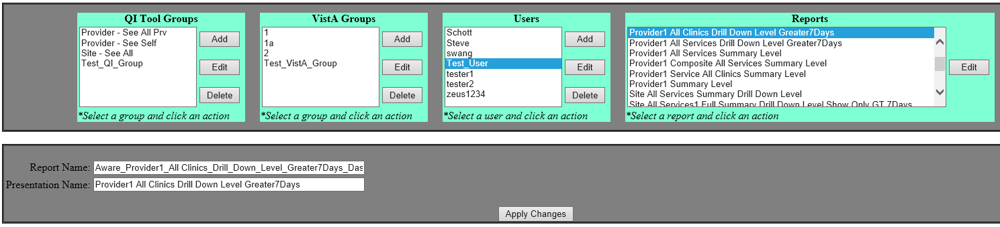 QI Tool Groups
Provider - See All Prv
Provider - See Self
Site - See All
Test_QI_Group
Add
Edit
Delete
*Select a group and click an action
VistA Groups
1
1a
2
Test_VistA_Group
Add
Edit
Delete
*Select a group and click an action
Users
Schott
Steve
swang
Test_User
tester1
tester2
zeus1234
Add
Edit
Delete
*Select a user and click an action
Reports
Provider1 All Clinics Drill Down Level Greater7Days
Provider1 All Services Drill Down Level Greater7Days
Provider1 All Services Summary Level
Provider1 Composite All Services Summary Level
Provider1 Service All Clinics Summary Level
Provider1 Summary Level
Site All Services Summary Drill Down Level
Site All Services1 Full Summary Drill Down Level Show Only GT 7Days
Edit
*Select a report and click an action
Report Name: Aware_Provider1_All Clinics_Drill_Down_Level_Greater7Days_Das
Presentation Name: Provider1 All Clinics Drill Down Level Greater7Days
Apply Changes